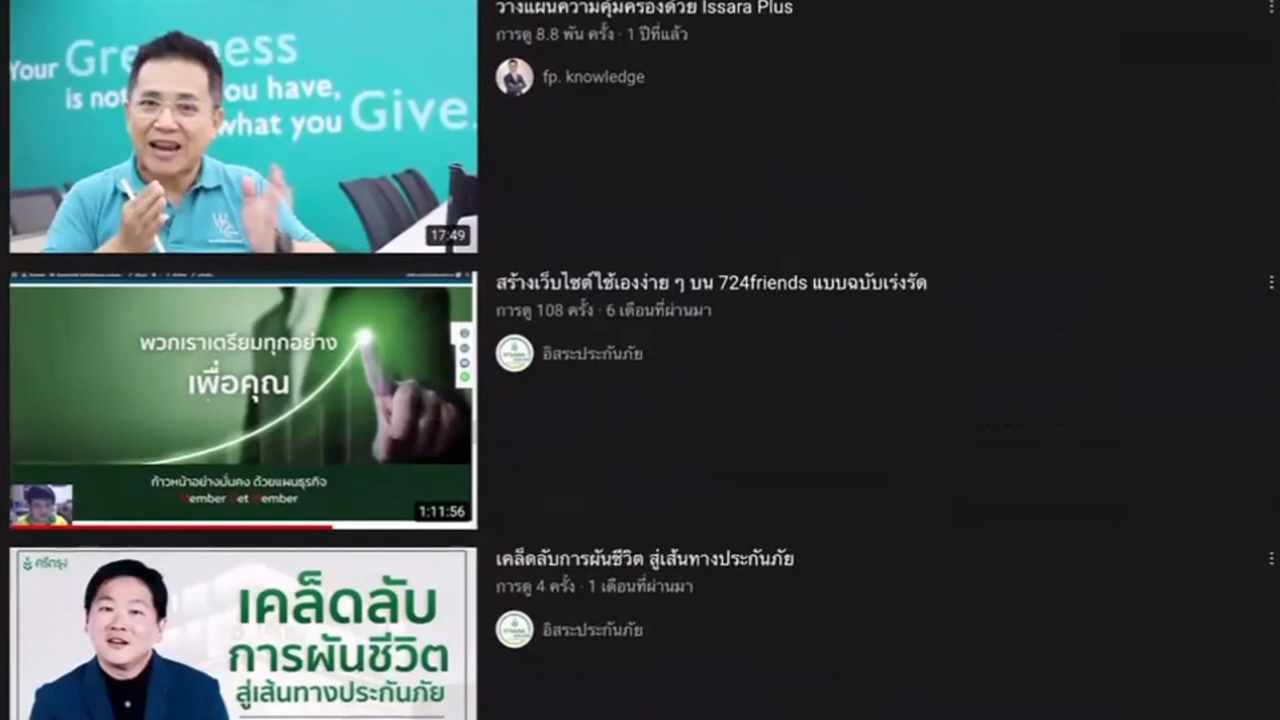 Your Gre ness
is not ou have,
what you Give.
17:49
วางแผนความคุ้มครองด้วย Issara Plus
การดู 8.8 พัน ครั้ง · 1 ปีที่แล้ว
fp. knowledge
พวกเราเตรียมทุกอย่าง
เพื่อคุณ
ก้าวหน้าอย่างมั่นคง ด้วยแผนธุรกิจ
Member Get Member
1:11:56
สร้างเว็บไซต์ใช้เองง่าย ๆ บน 724friends แบบฉบับเร่งรัด
การดู 108 ครั้ง · 6 เดือนที่ผ่านมา
อิสระประกันภัย
ศรีกรุง
เคล็ดลับ
การผันชีวิต
สู่เส้นทางประกันภัย
เคล็ดลับการผันชีวิต สู่เส้นทางประกันภัย
การดู 4 ครั้ง · 1 เดือนที่ผ่านมา
อิสระประกันภัย